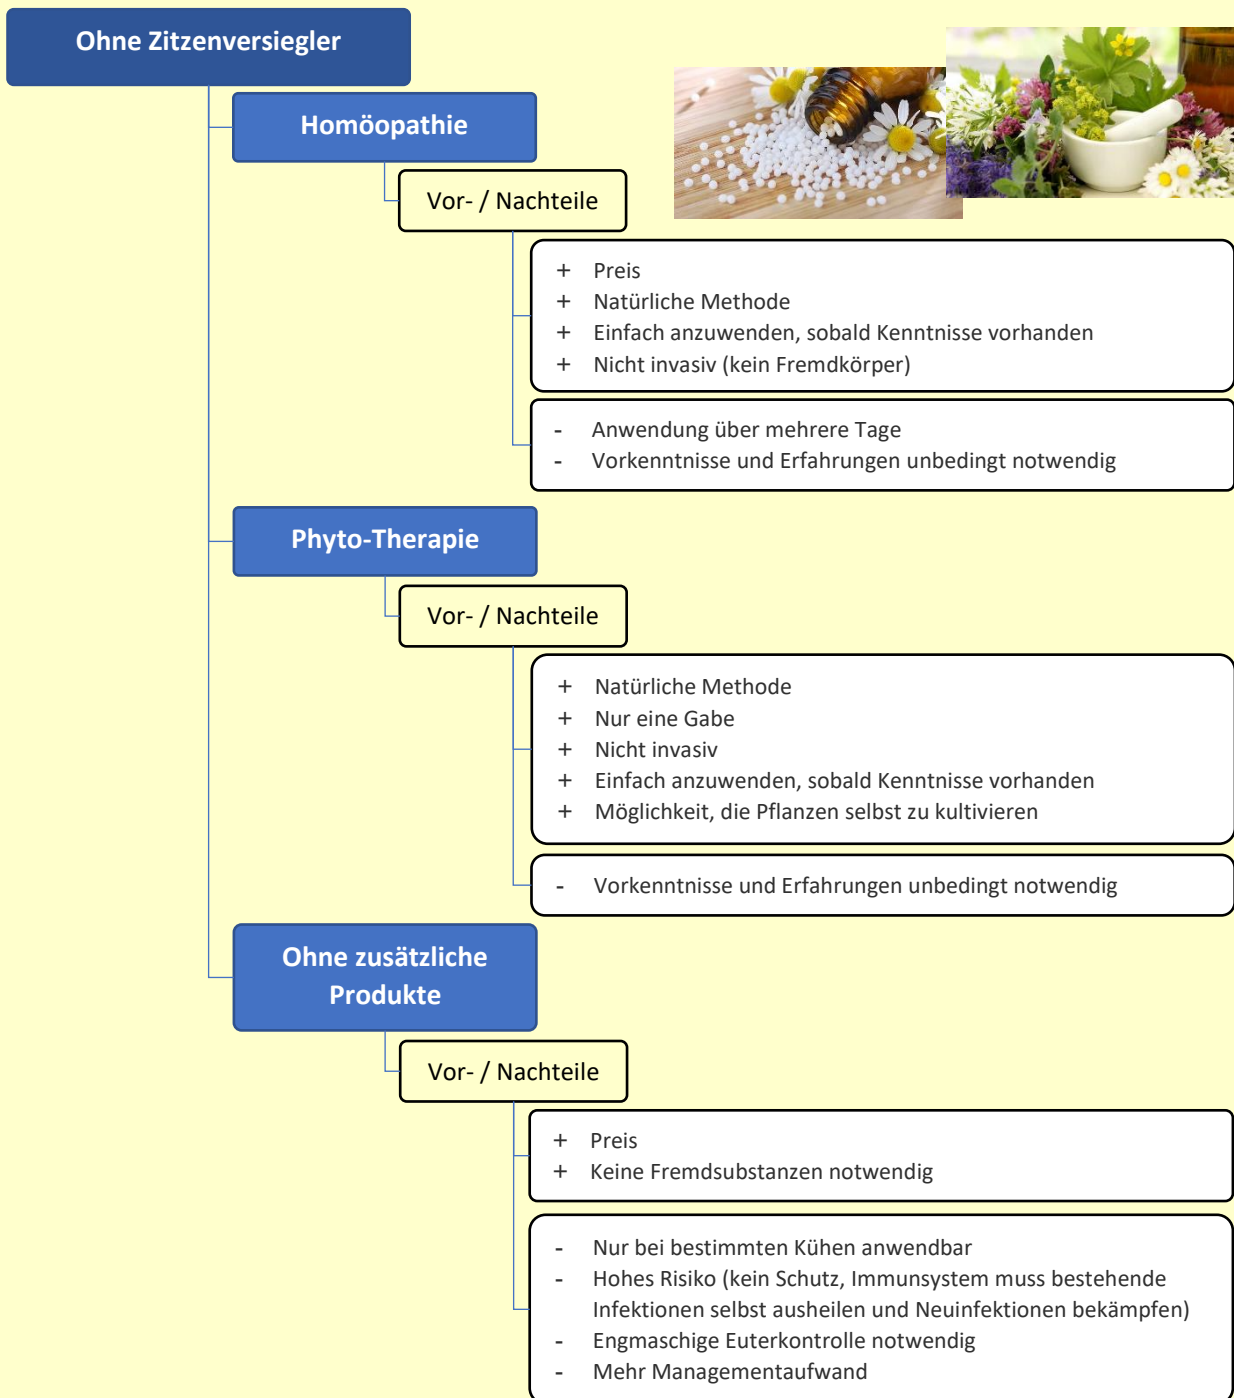 Ohne Zitzenversiegler
Homöopathie
Vor- / Nachteile
+ Preis
+ Natürliche Methode
+ Einfach anzuwenden, sobald Kenntnisse vorhanden
+ Nicht invasiv (kein Fremdkörper)
- Anwendung über mehrere Tage
- Vorkenntnisse und Erfahrungen unbedingt notwendig
Phyto-Therapie
Vor- / Nachteile
+ Natürliche Methode
+ Nur eine Gabe
+ Nicht invasiv
+ Einfach anzuwenden, sobald Kenntnisse vorhanden
+ Möglichkeit, die Pflanzen selbst zu kultivieren
- Vorkenntnisse und Erfahrungen unbedingt notwendig
Ohne zusätzliche
Produkte
Vor- / Nachteile
+ Preis
+ Keine Fremdsubstanzen notwendig
- Nur bei bestimmten Kühen anwendbar
- Hohes Risiko (kein Schutz, Immunsystem muss bestehende
Infektionen selbst ausheilen und Neuinfektionen bekämpfen)
- Engmaschige Euterkontrolle notwendig
- Mehr Managementaufwand